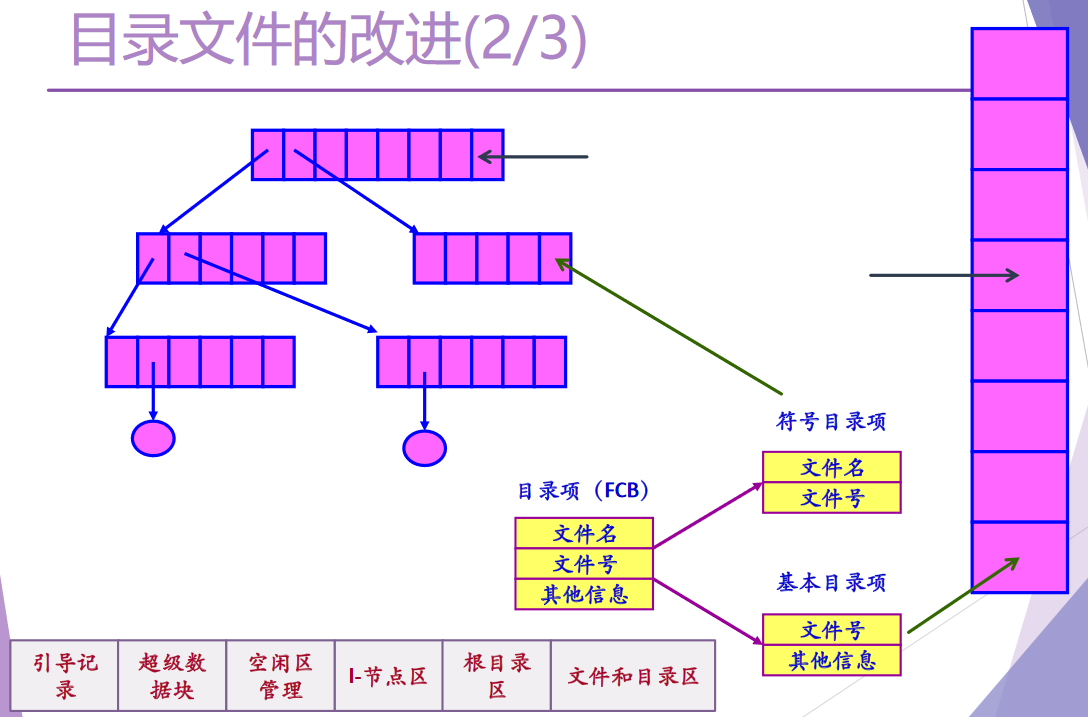 目录文件的改进(2/3)
符号目录项
文件名
文件号
目录项（FCB）
文件名
文件号
其他信息
基本目录项
文件号
其他信息
引导记
录
超级数
据块
空闲区
管理
I-节点区
根目录
区
文件和目录区